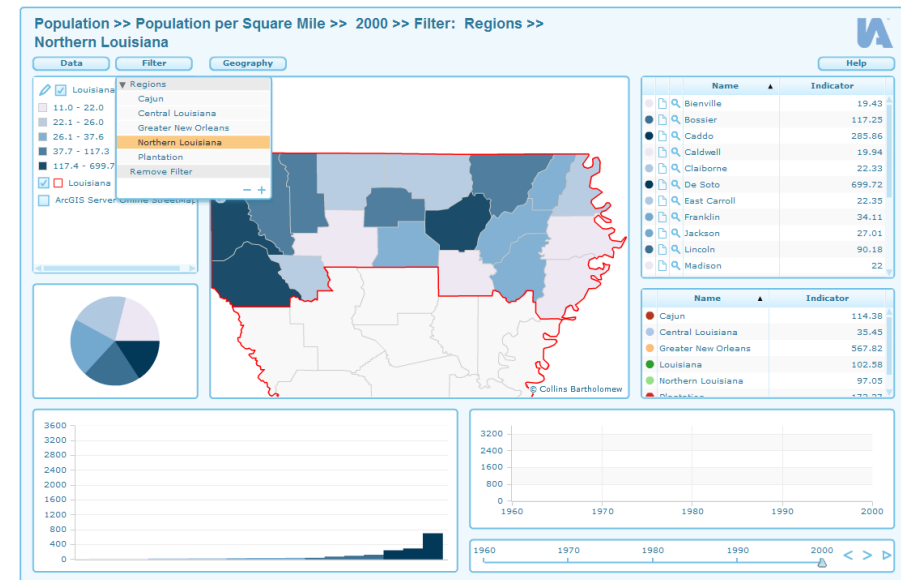 Population >> Population per Square Mile >> 2000 >> Filter: Regions >>
Northern Louisiana
IA
Data
Filter
Geography
Help
Louisiana
11.0 - 22.0
22.1 - 26.0
26.1 - 37.6
37.7 - 117.3
117.4 - 699.7
Louisiana
ArcGIS Server Online StreetMap
Regions
Cajun
Central Louisiana
Greater New Orleans
Northern Louisiana
Plantation
Remove Filter
− +
© Collins Bartholomew
Name Indicator
Bienville 19.43
Bossier 117.25
Caddo 285.86
Caldwell 19.94
Claiborne 22.33
De Soto 699.72
East Carroll 22.35
Franklin 34.11
Jackson 27.01
Lincoln 90.18
Madison 22
Name Indicator
Cajun 114.38
Central Louisiana 35.45
Greater New Orleans 567.82
Louisiana 102.58
Northern Louisiana 97.05
Plantation
3600
3200
2800
2400
2000
1600
1200
800
400
0
3200
2400
1600
800
0
1960 1970 1980 1990 2000
1960 1970 1980 1990 2000